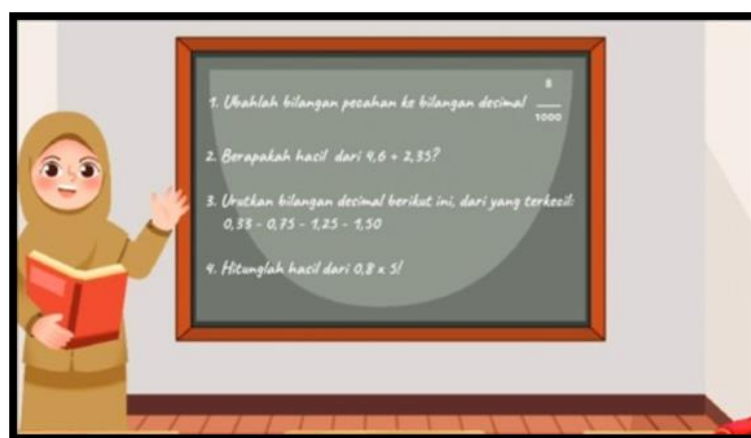 1. Ubahlah bilangan pecahan ke bilangan desimal 8/1000
2. Berapakah hasil dari 4,6 + 2,35?
3. Urutkan bilangan desimal berikut ini, dari yang terkecil:
0,33 - 0,75 - 1,25 - 1,50
4. Hitunglah hasil dari 0,8 x 5!